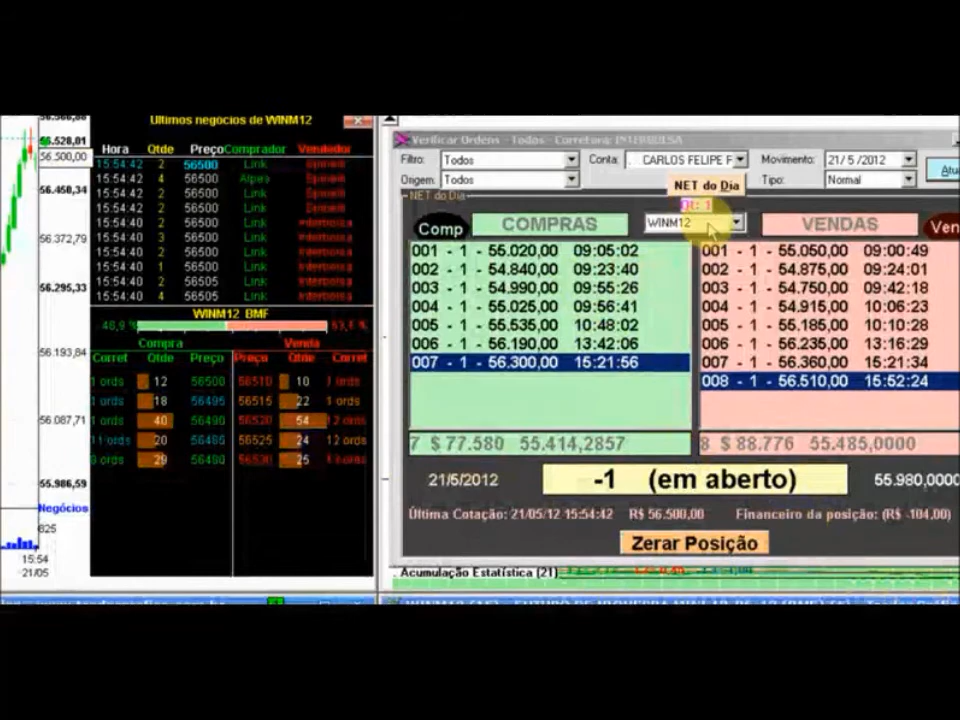 56.528,01
56.500,00
56.458,34
56.372,79
56.295,33
56.193,84
56.087,71
55.986,59
Negócios
825
15:54
21/05
Últimos negócios de WINM12
Hora Qtde Preço Comprador Vendedor
15:54:42 2 56500 Link
15:54:42 4 56500 Alpes
15:54:42 2 56500 Link
15:54:42 2 56500 Link
15:54:40 2 56500 Link Interbolsa
15:54:40 3 56500 Link Interbolsa
15:54:40 2 56500 Link Interbolsa
15:54:40 1 56500 Link Interbolsa
15:54:40 2 56505 Link Interbolsa
15:54:40 4 56505 Link Interbolsa
WINM12 BMF
Compra Venda
Corret Qtde Preço Preço Qtde Corret
1 ords 12 56500 56510 10 1 ords
1 ords 18 56495 56515 22
40 56490 56520 54 12 ords
11 ords 20 56485 56525 24 12 ords
29 56480 56530 25
Verificar Ordens - Todas - Corretora: INTERBOLSA
Filtro: Todos Conta: CARLOS FELIPE F Movimento: 21/ 5 /2012
Origem: Todos NET do Dia Tipo: Normal
NET do Dia
Qt: 1
Comp COMPRAS WINM12 VENDAS Ven
001 - 1 - 55.020,00 09:05:02 001 - 1 - 55.050,00 09:00:49
002 - 1 - 54.840,00 09:23:40 002 - 1 - 54.875,00 09:24:01
003 - 1 - 54.990,00 09:55:26 003 - 1 - 54.750,00 09:42:18
004 - 1 - 55.025,00 09:56:41 004 - 1 - 54.915,00 10:06:23
005 - 1 - 55.535,00 10:48:02 005 - 1 - 55.185,00 10:10:28
006 - 1 - 56.190,00 13:42:06 006 - 1 - 56.235,00 13:16:29
007 - 1 - 56.300,00 15:21:56 007 - 1 - 56.360,00 15:21:34
008 - 1 - 56.510,00 15:52:24
7 $ 77.580 55.414,2857 8 $ 88.776 55.485,0000
21/5/2012 -1 (em aberto) 55.980,0000
Última Cotação: 21/05/12 15:54:42 R$ 56.500,00 Financeiro da posição: (R$ -104,00)
Zerar Posição
Acumulação Estatística (21)